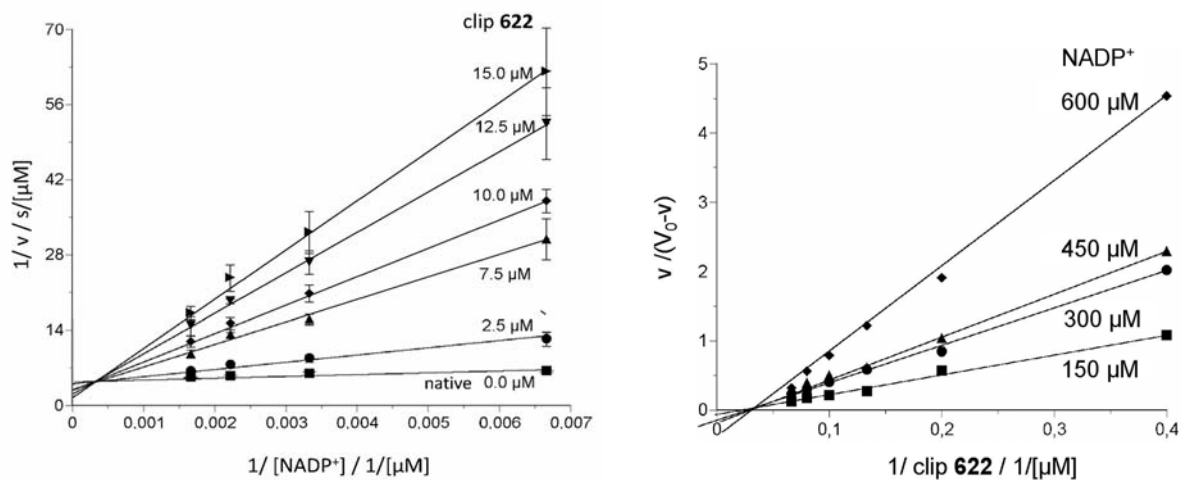 clip 622
70
56
42
28
14
0
1/ v / s/[µM]
15.0 µM
12.5 µM
10.0 µM
7.5 µM
2.5 µM
native 0.0 µM
0
0.001
0.002
0.003
0.004
0.005
0.006
0.007
1/ [NADP⁺] / 1/[µM]
NADP⁺
600 µM
450 µM
300 µM
150 µM
5
4
3
2
1
0
v /(V₀-v)
0
0,1
0,2
0,3
0,4
1/ clip 622 / 1/[µM]